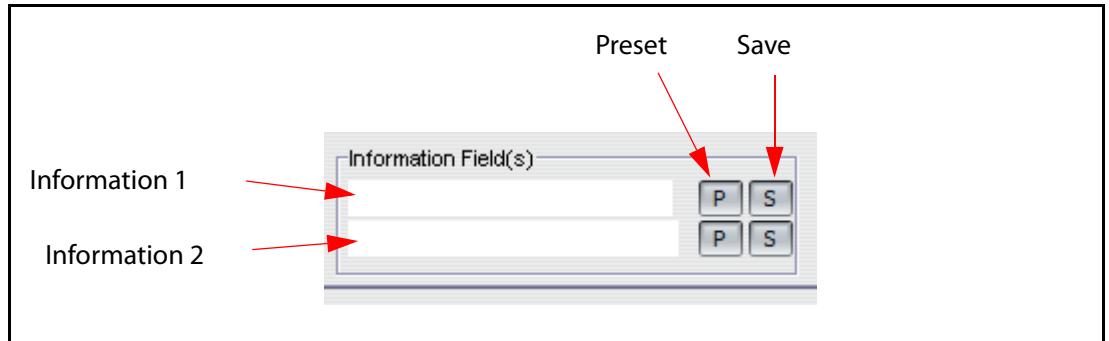 Preset Save
Information Field(s)
Information 1
P S
Information 2
P S